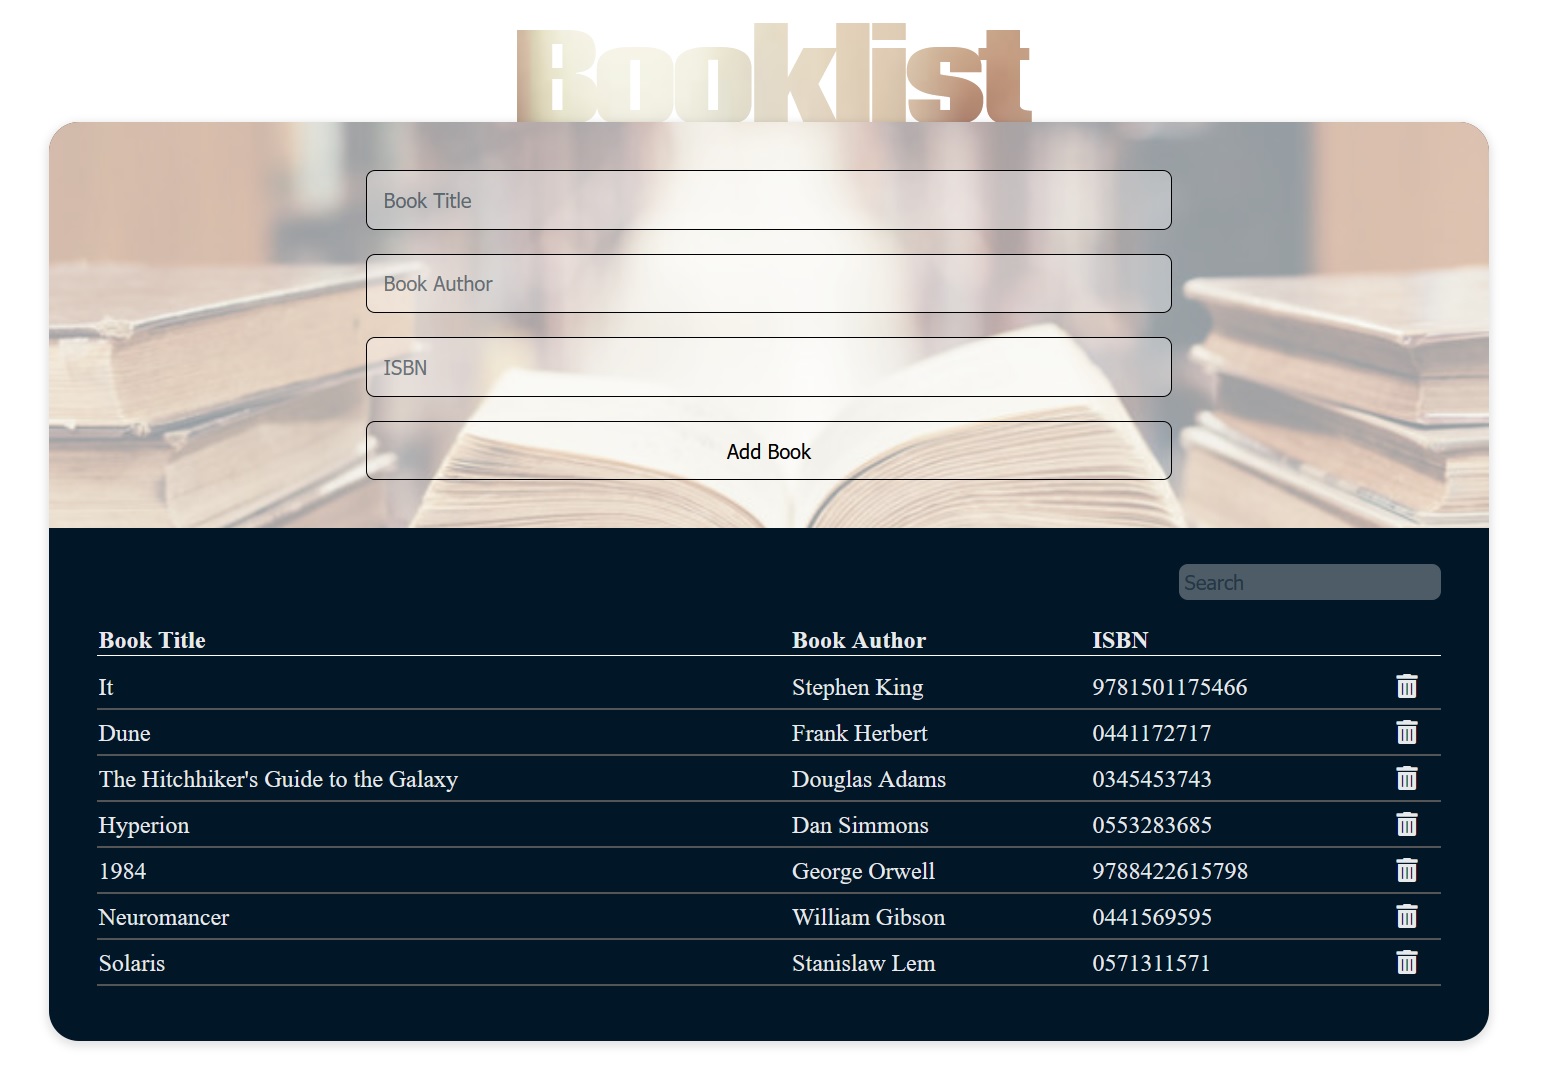 Booklist
Book Title
Book Author
ISBN
Add Book
Search
Book Title Book Author ISBN
It Stephen King 9781501175466
Dune Frank Herbert 0441172717
The Hitchhiker's Guide to the Galaxy Douglas Adams 0345453743
Hyperion Dan Simmons 0553283685
1984 George Orwell 9788422615798
Neuromancer William Gibson 0441569595
Solaris Stanislaw Lem 0571311571